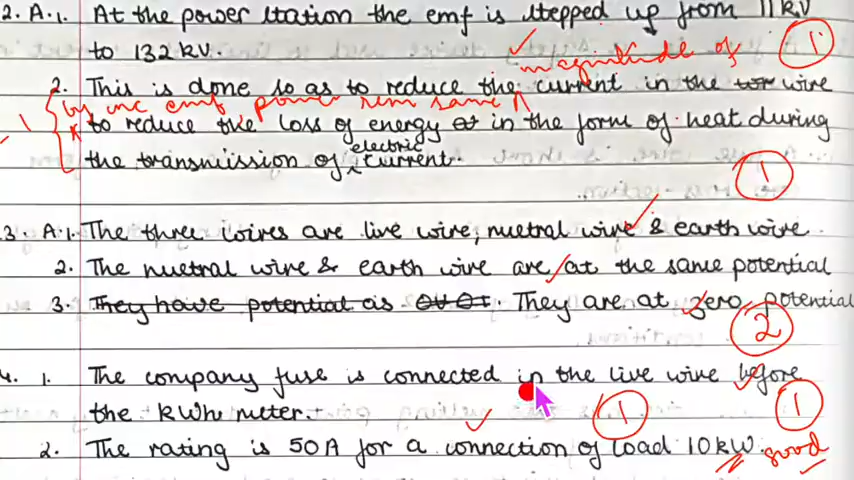 2. A.1. At the power station the emf is stepped up from 11 kV
to 132 kV. 1
magnitude of
2. This is done so as to reduce the current in the wire
by inc emf, power rem same
- 1 to reduce the loss of energy in the form of heat during
electric
the transmission of current.
1
3. A.1. The three wires are live wire, nuetral wire & earth wire.
2. The nuetral wire & earth wire are at the same potential
3. They have potential as They are at zero potential
2
4. 1. The company fuse is connected in the live wire before
the kWh meter. 1 1
2. The rating is 50A for a connection of load 10kW. good